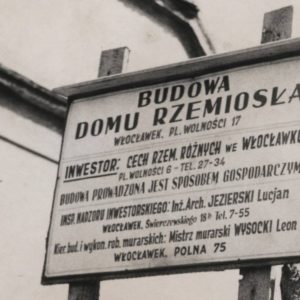 BUDOWA
DOMU RZEMIOSŁA
WŁOCŁAWEK, PL. WOLNOŚCI 17
INWESTOR: CECH RZEM. RÓŻNYCH WE WŁOCŁAWKU
PL. WOLNOŚCI 6 - TEL. 27-34
BUDOWA PROWADZONA JEST SPOSOBEM GOSPODARCZYM
INSP. NADZORU INWESTORSKIEGO: Inż. Arch. JEZIERSKI Lucjan
WŁOCŁAWEK, Świerczewskiego 18ᵇ Tel. 7-55
Kier. bud. i wykon. rob. murarskich: Mistrz murarski WYSOCKI Leon
WŁOCŁAWEK, POLNA 75